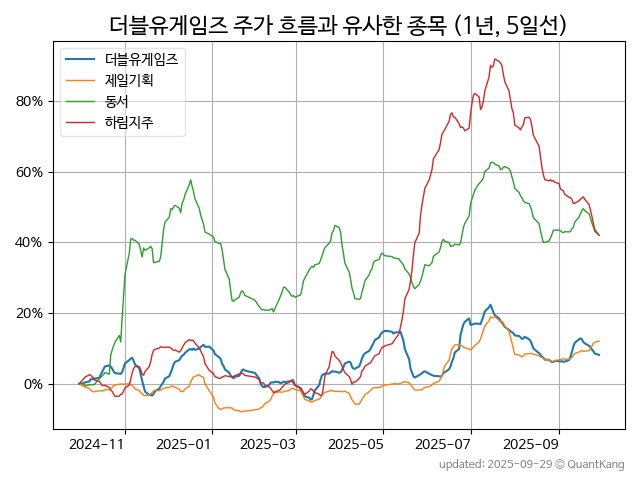 더블유게임즈 주가 흐름과 유사한 종목 (1년, 5일선)
더블유게임즈
제일기획
동서
하림지주
80%
60%
40%
20%
0%
2024-11 2025-01 2025-03 2025-05 2025-07 2025-09
updated: 2025-09-29 © QuantKang